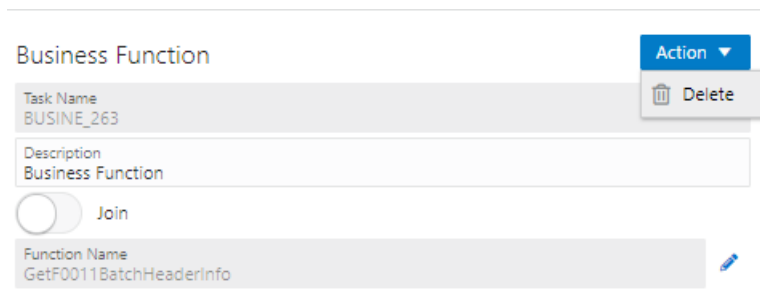 Business Function
Action
Delete
Task Name
BUSINE_263
Description
Business Function
Join
Function Name
GetF0011BatchHeaderInfo